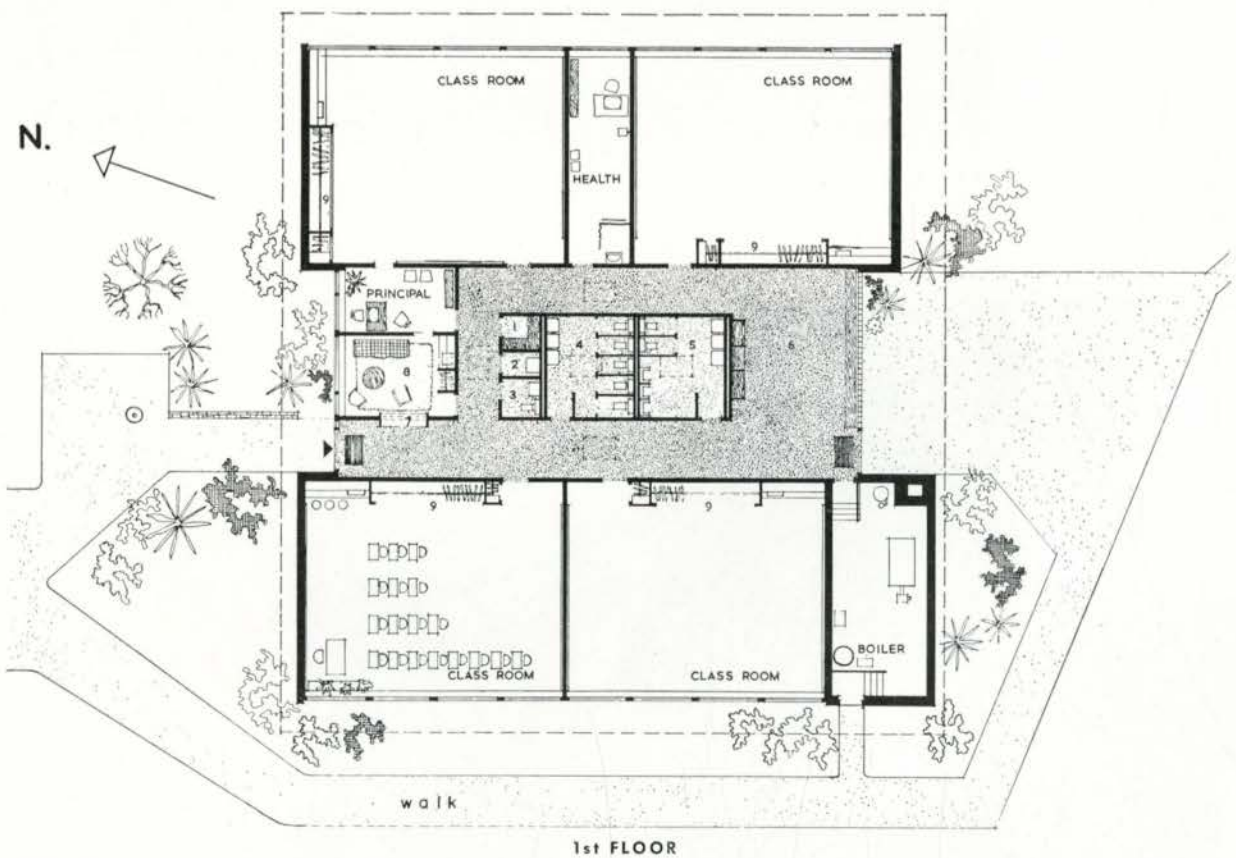 CLASS ROOM
CLASS ROOM
N.
HEALTH
9
9
PRINCIPAL
1
4
5
6
2
8
3
7
9
9
BOILER
CLASS ROOM
CLASS ROOM
walk
1st FLOOR